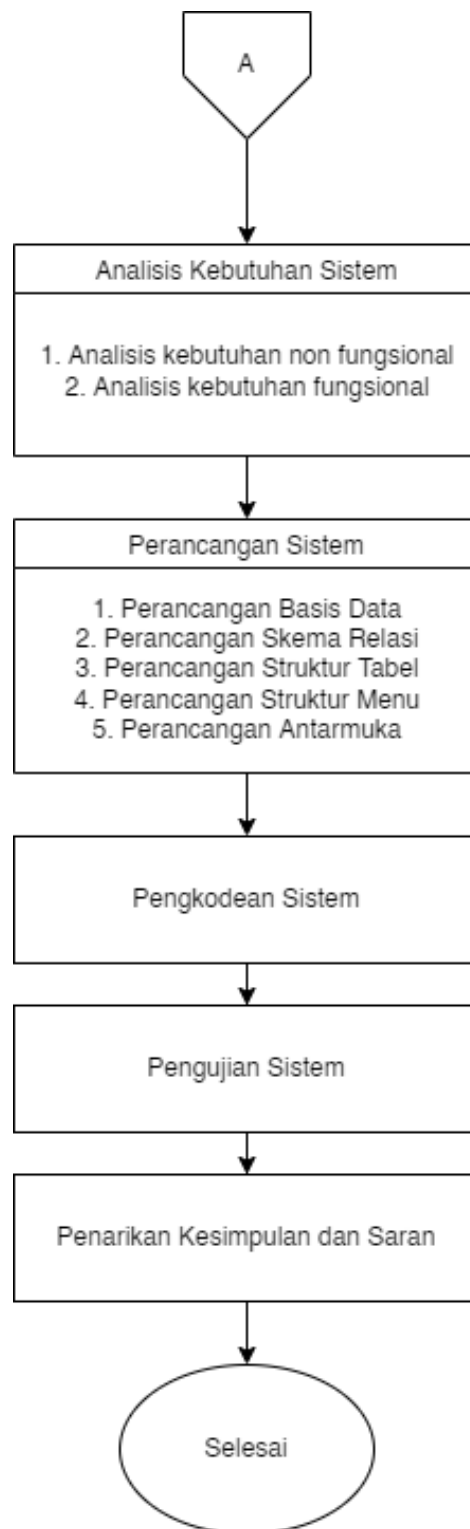 A
Analisis Kebutuhan Sistem
1. Analisis kebutuhan non fungsional
2. Analisis kebutuhan fungsional
Perancangan Sistem
1. Perancangan Basis Data
2. Perancangan Skema Relasi
3. Perancangan Struktur Tabel
4. Perancangan Struktur Menu
5. Perancangan Antarmuka
Pengkodean Sistem
Pengujian Sistem
Penarikan Kesimpulan dan Saran
Selesai